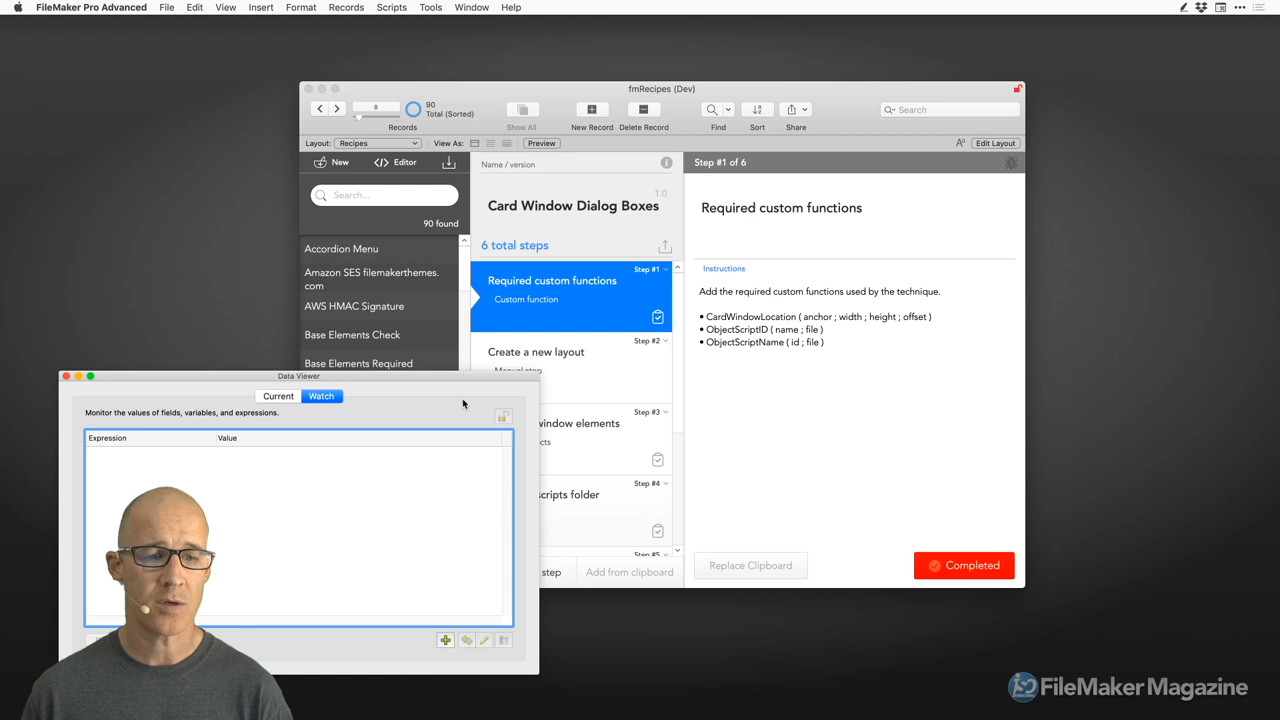 FileMaker Pro Advanced File Edit View Insert Format Records Scripts Tools Window Help
fmRecipes (Dev)
8
90
Total (Sorted)
Records
Show All
New Record
Delete Record
Find
Sort
Share
Search
Layout: Recipes
View As:
Preview
Edit Layout
New
Editor
Search...
90 found
Accordion Menu
Amazon SES filemakerthemes.
com
AWS HMAC Signature
Base Elements Check
Base Elements Required
Name / version
1.0
Card Window Dialog Boxes
6 total steps
Step #1
Required custom functions
Custom function
Step #2
Create a new layout
Step #3
window elements
Step #4
scripts folder
Step #5
step
Add from clipboard
Step #1 of 6
Required custom functions
Instructions
Add the required custom functions used by the technique.
• CardWindowLocation ( anchor ; width ; height ; offset )
• ObjectScriptID ( name ; file )
• ObjectScriptName ( id ; file )
Replace Clipboard
Completed
Data Viewer
Current
Watch
Monitor the values of fields, variables, and expressions.
Expression
Value
FileMaker Magazine